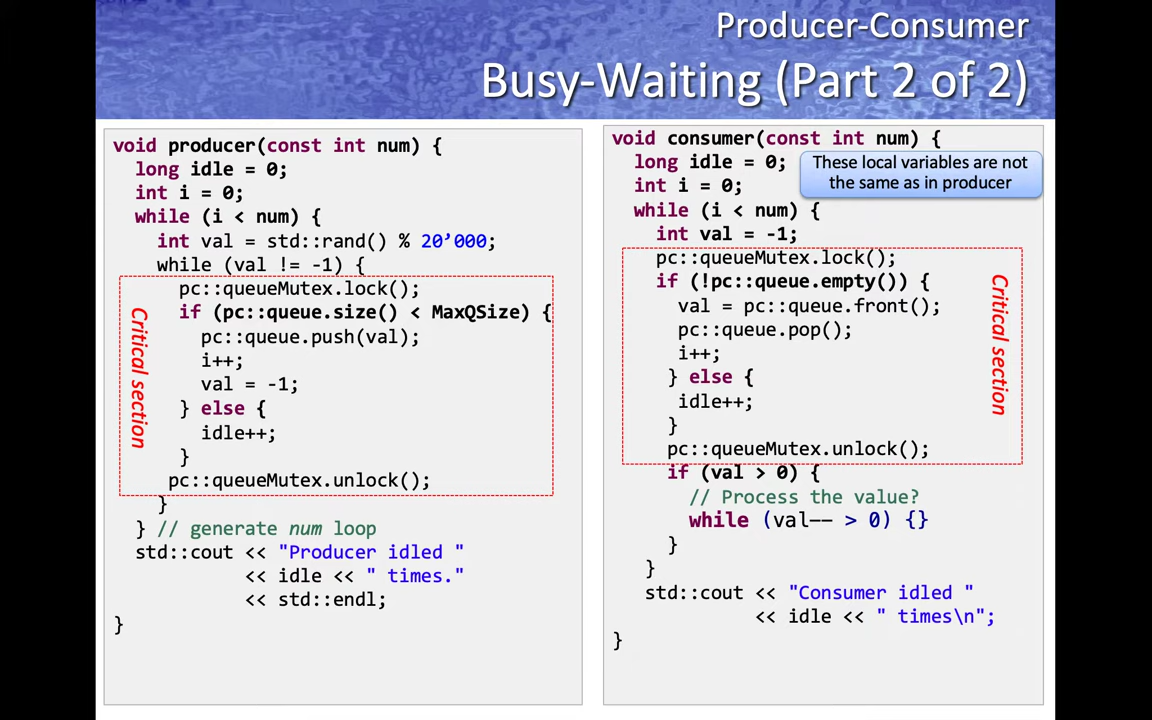 Producer-Consumer
Busy-Waiting (Part 2 of 2)
void producer(const int num) {
long idle = 0;
int i = 0;
while (i < num) {
int val = std::rand() % 20’000;
while (val != -1) {
pc::queueMutex.lock();
if (pc::queue.size() < MaxQSize) {
pc::queue.push(val);
i++;
val = -1;
} else {
idle++;
}
pc::queueMutex.unlock();
}
} // generate num loop
std::cout << "Producer idled "
<< idle << " times."
<< std::endl;
}
Critical section
void consumer(const int num) {
long idle = 0;
int i = 0;
while (i < num) {
int val = -1;
pc::queueMutex.lock();
if (!pc::queue.empty()) {
val = pc::queue.front();
pc::queue.pop();
i++;
} else {
idle++;
}
pc::queueMutex.unlock();
if (val > 0) {
// Process the value?
while (val-- > 0) {}
}
}
std::cout << "Consumer idled "
<< idle << " times\n";
}
These local variables are not
the same as in producer
Critical section